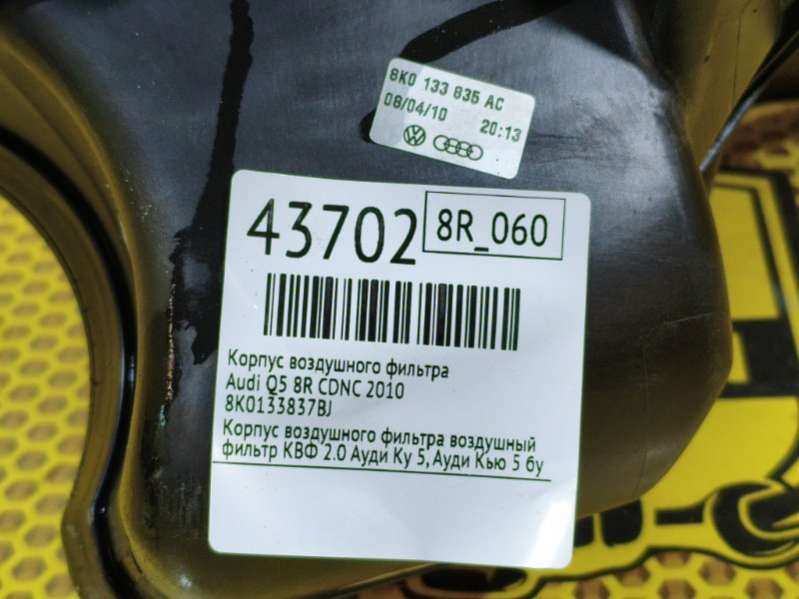 8K0 133 835 AC
08/04/10 20:13
43702 8R_060
Корпус воздушного фильтра
Audi Q5 8R CDNC 2010
8K0133837BJ
Корпус воздушного фильтра воздушный
фильтр КВФ 2.0 Ауди Ку 5, Ауди Кью 5 бу